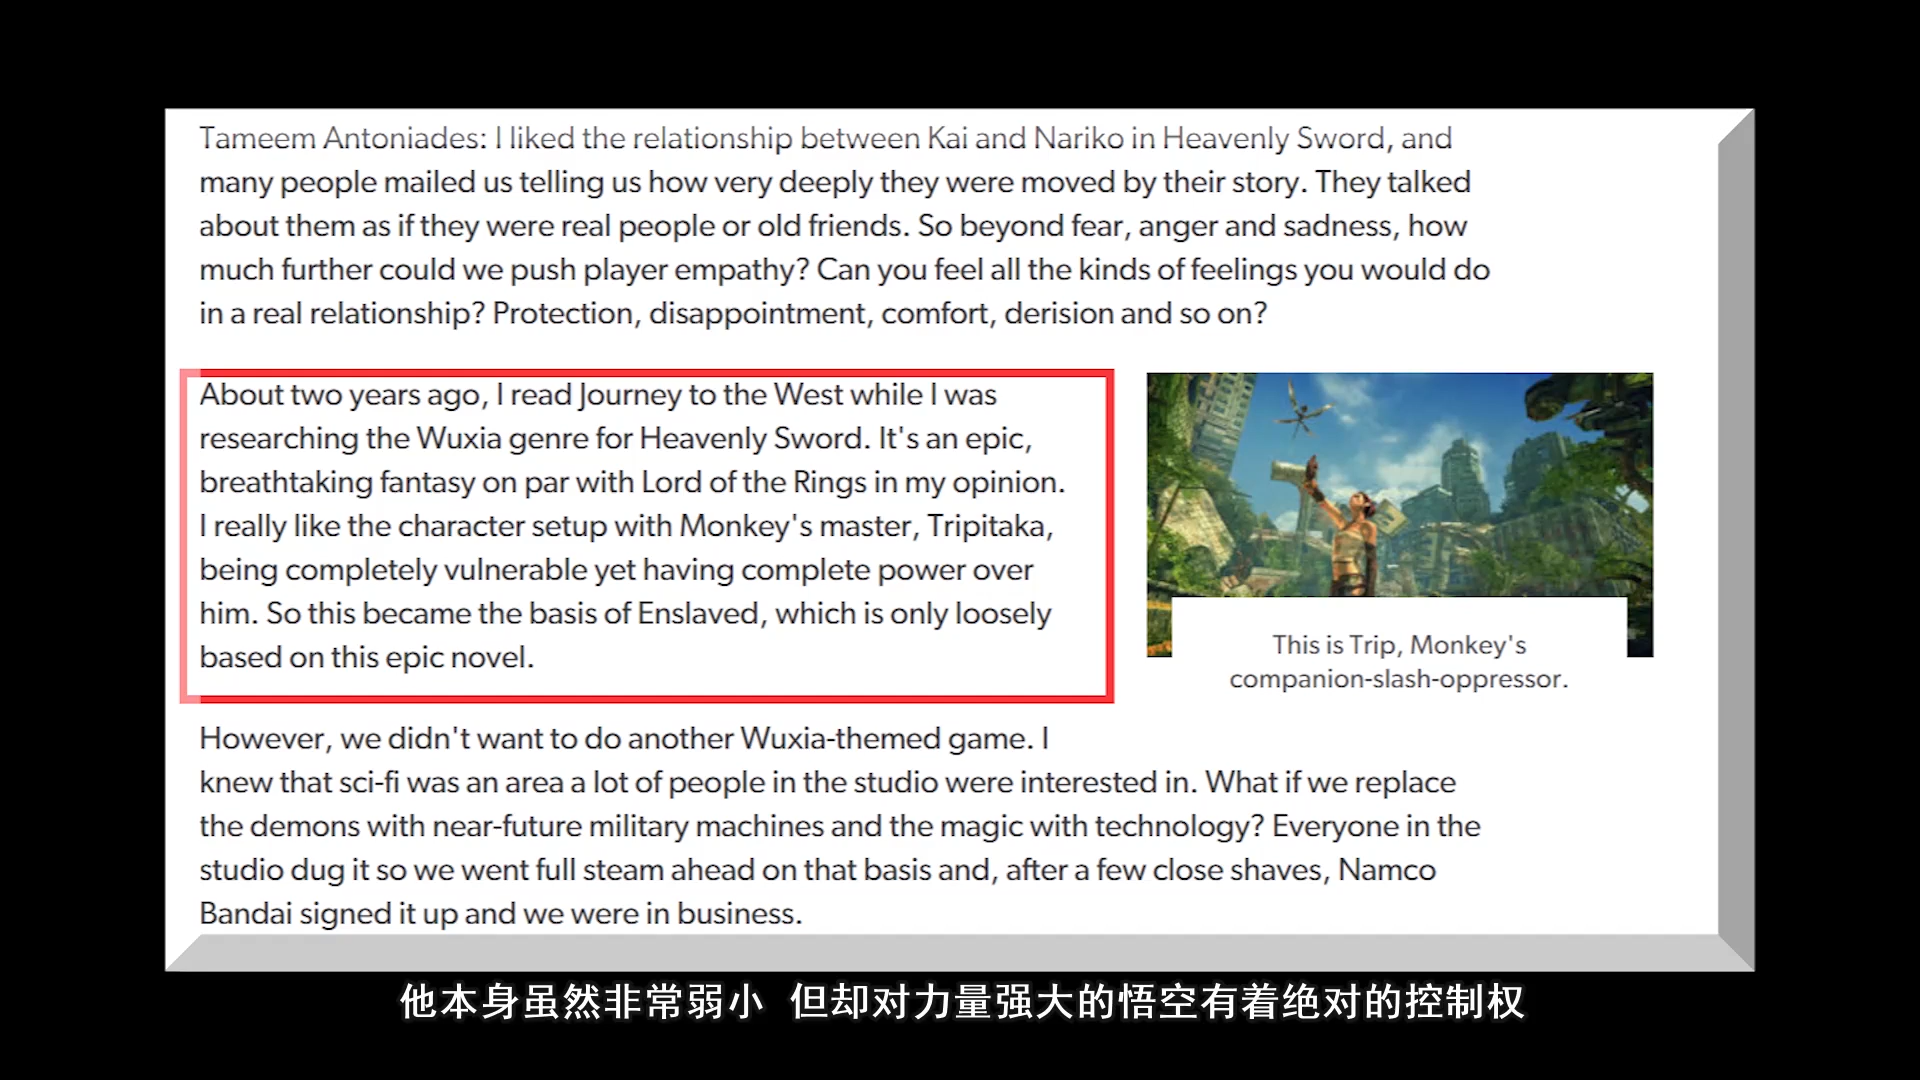 Tameem Antoniades: I liked the relationship between Kai and Nariko in Heavenly Sword, and
many people mailed us telling us how very deeply they were moved by their story. They talked
about them as if they were real people or old friends. So beyond fear, anger and sadness, how
much further could we push player empathy? Can you feel all the kinds of feelings you would do
in a real relationship? Protection, disappointment, comfort, derision and so on?
About two years ago, I read Journey to the West while I was
researching the Wuxia genre for Heavenly Sword. It's an epic,
breathtaking fantasy on par with Lord of the Rings in my opinion.
I really like the character setup with Monkey's master, Tripitaka,
being completely vulnerable yet having complete power over
him. So this became the basis of Enslaved, which is only loosely
based on this epic novel.
This is Trip, Monkey's
companion-slash-oppressor.
However, we didn't want to do another Wuxia-themed game. I
knew that sci-fi was an area a lot of people in the studio were interested in. What if we replace
the demons with near-future military machines and the magic with technology? Everyone in the
studio dug it so we went full steam ahead on that basis and, after a few close shaves, Namco
Bandai signed it up and we were in business.
他本身虽然非常弱小 但却对力量强大的悟空有着绝对的控制权